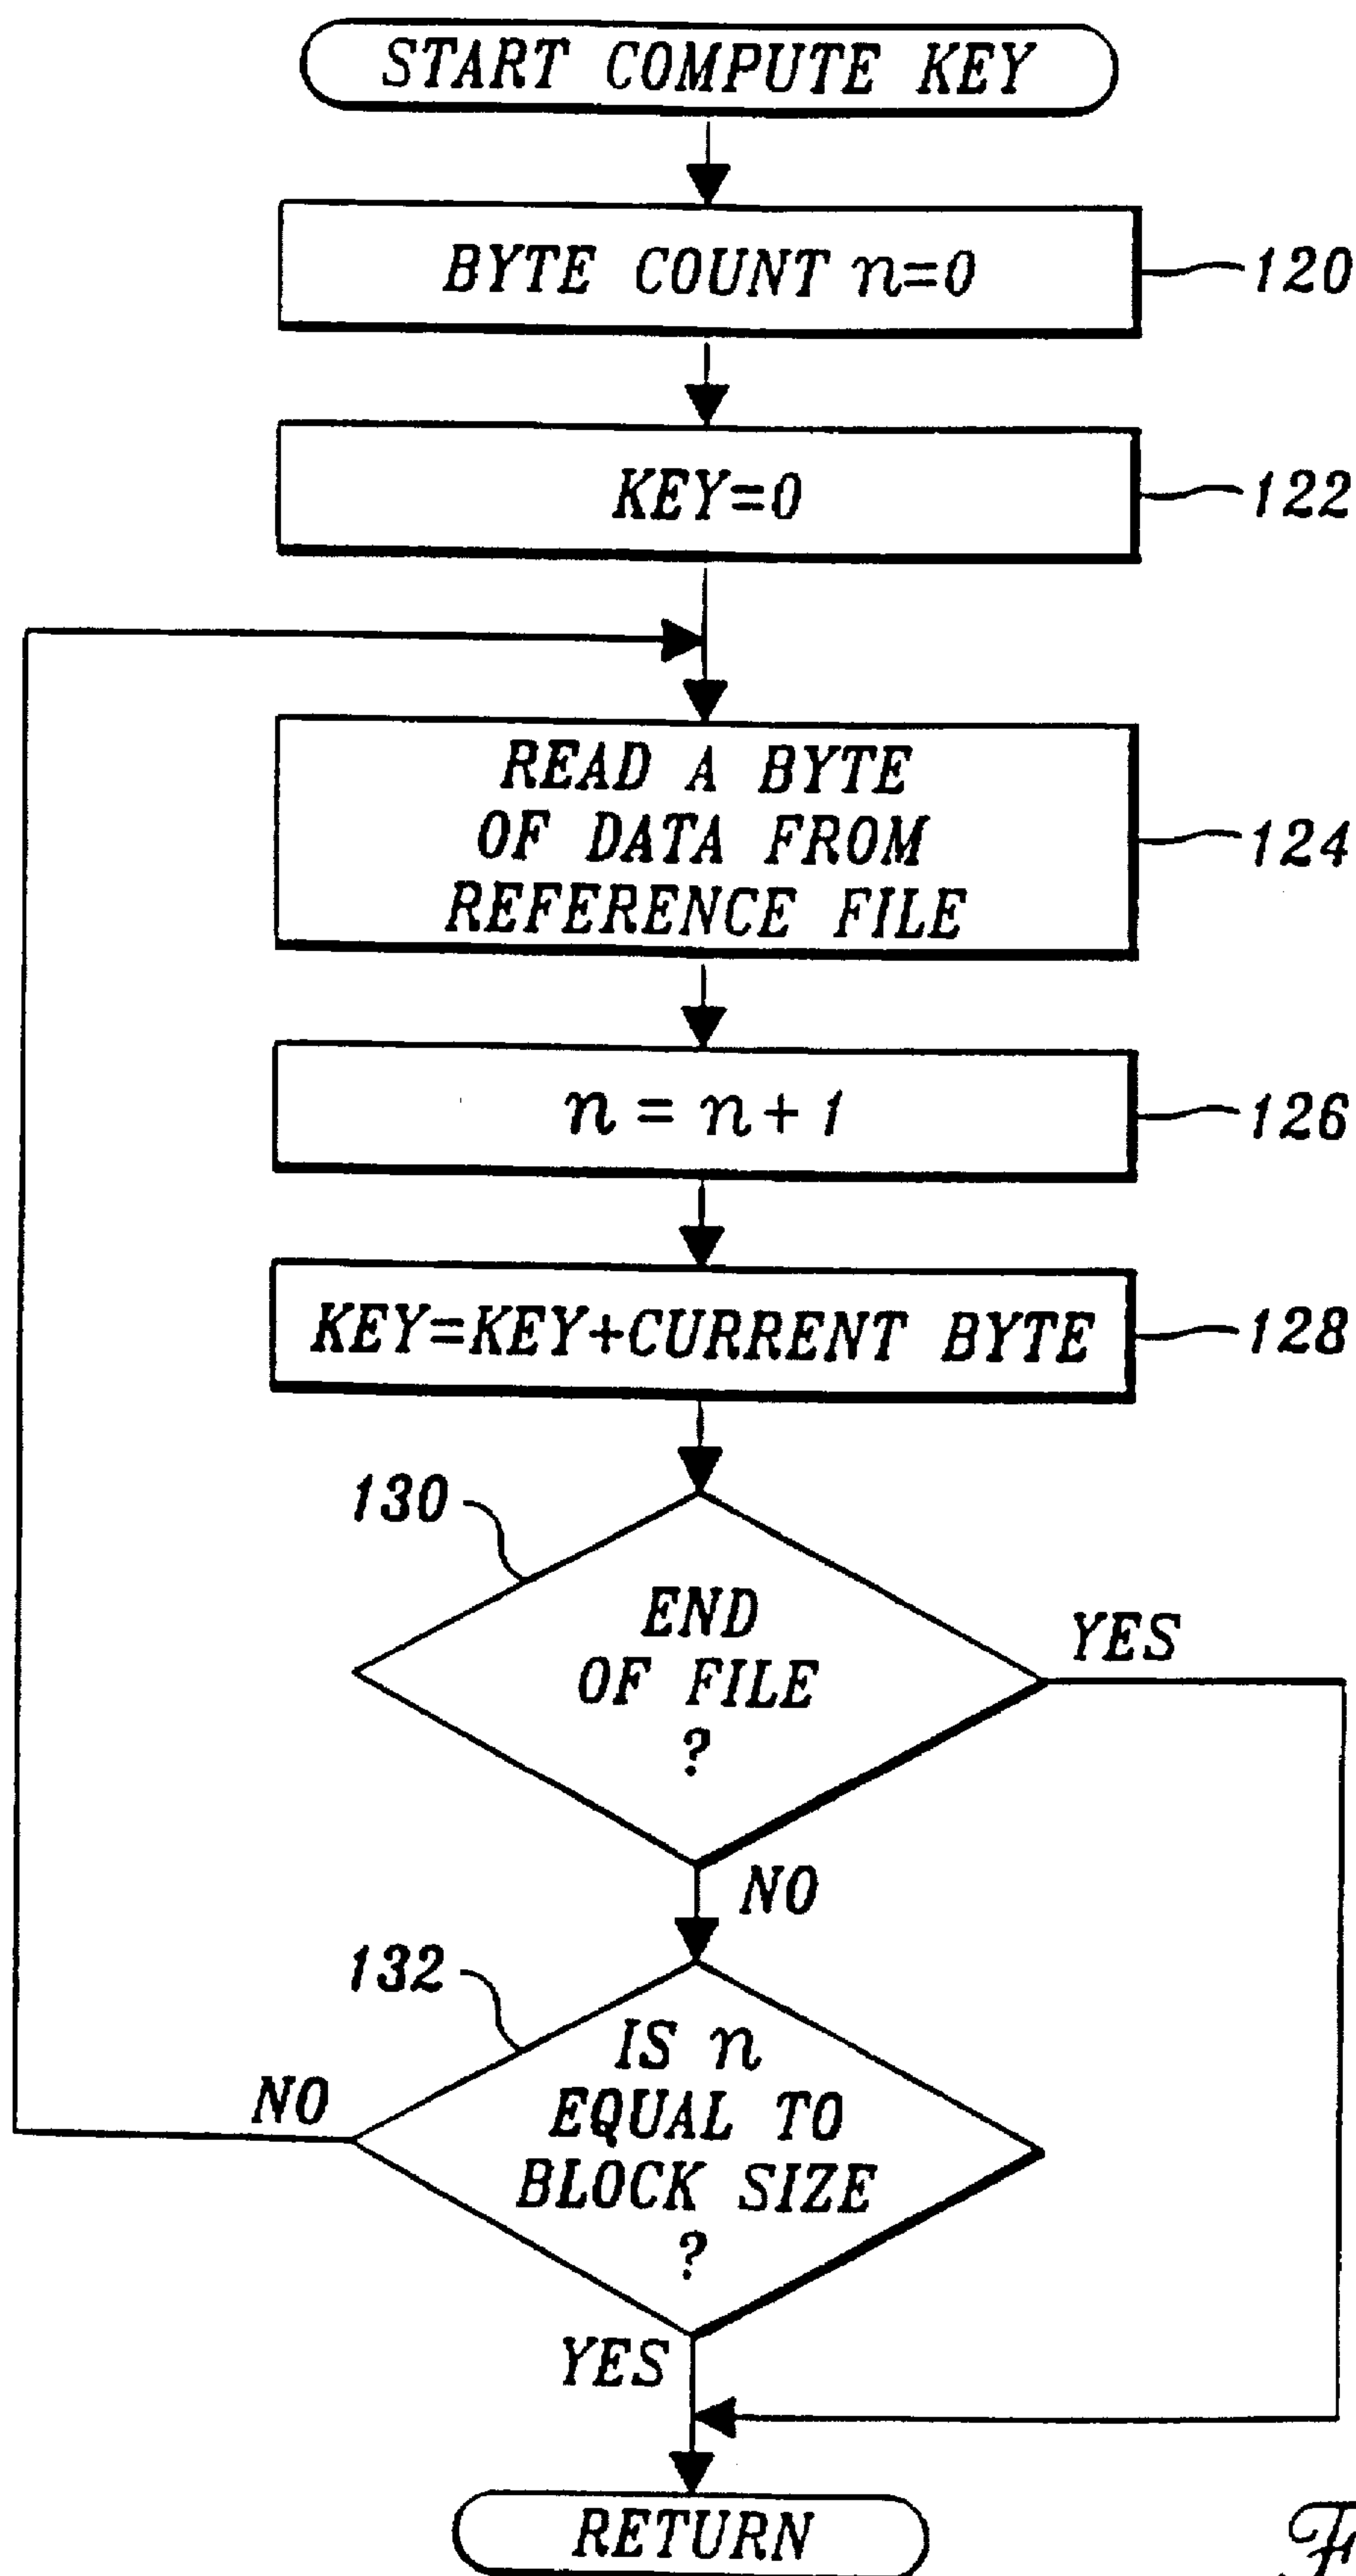 START COMPUTE KEY
BYTE COUNT n=0
120
KEY=0
122
READ A BYTE
OF DATA FROM
REFERENCE FILE
124
n = n + 1
126
KEY=KEY+CURRENT BYTE
128
130
END
OF FILE
?
YES
NO
132
IS n
EQUAL TO
BLOCK SIZE
?
NO
YES
RETURN